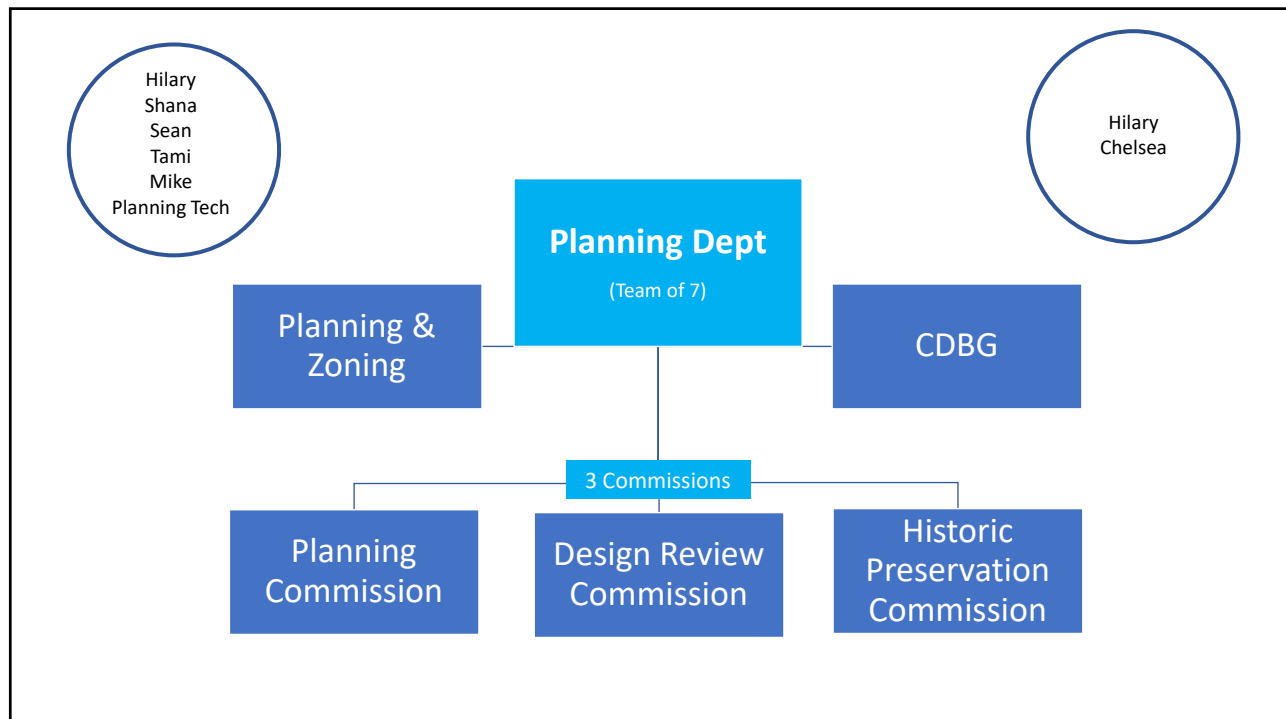 Hilary
Shana
Sean
Tami
Mike
Planning Tech
Hilary
Chelsea
Planning Dept
(Team of 7)
Planning &
Zoning
CDBG
3 Commissions
Planning
Commission
Design Review
Commission
Historic
Preservation
Commission